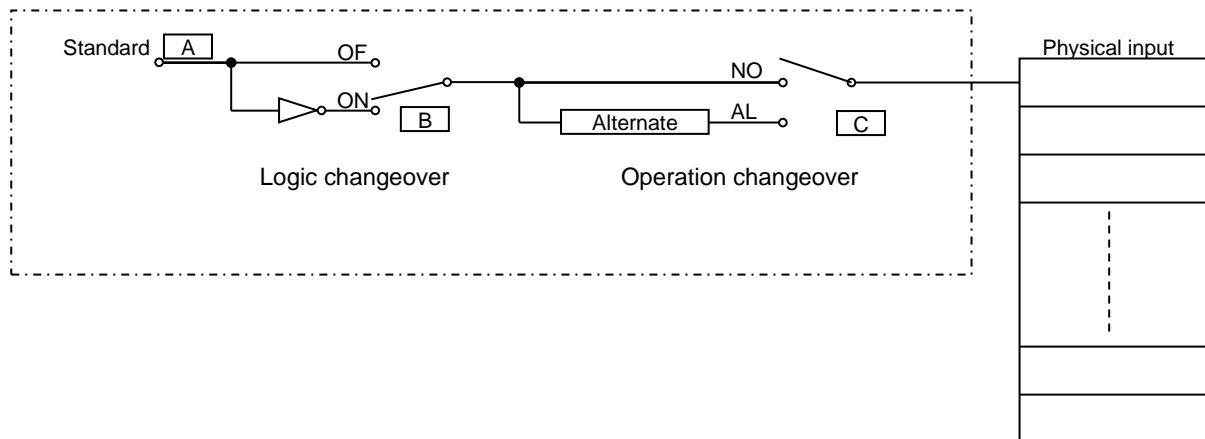 Standard A OF NO Physical input
ON B Alternate AL C
Logic changeover Operation changeover